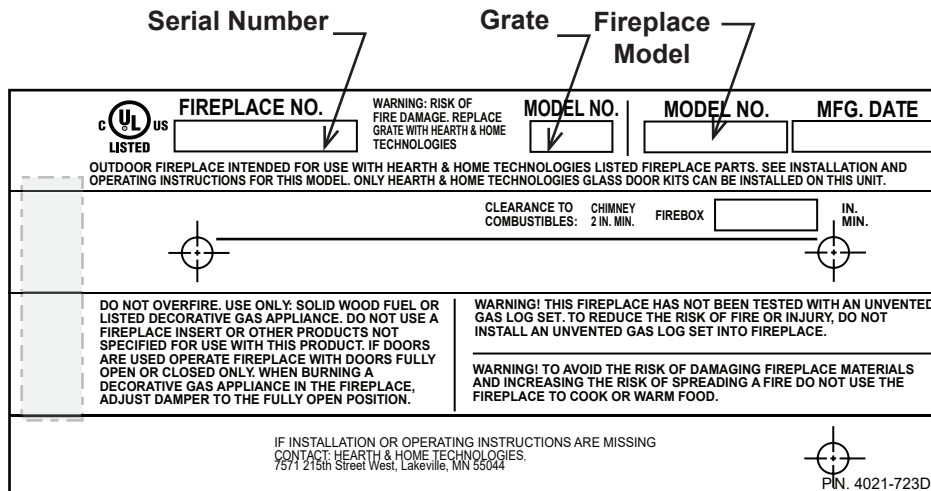 Serial Number
Grate
Fireplace
Model
C UL US
LISTED
FIREPLACE NO.
WARNING: RISK OF
FIRE DAMAGE. REPLACE
GRATE WITH HEARTH & HOME
TECHNOLOGIES
MODEL NO.
MODEL NO.
MFG. DATE
OUTDOOR FIREPLACE INTENDED FOR USE WITH HEARTH & HOME TECHNOLOGIES LISTED FIREPLACE PARTS. SEE INSTALLATION AND
OPERATING INSTRUCTIONS FOR THIS MODEL. ONLY HEARTH & HOME TECHNOLOGIES GLASS DOOR KITS CAN BE INSTALLED ON THIS UNIT.
CLEARANCE TO
COMBUSTIBLES:
CHIMNEY
2 IN. MIN.
FIREBOX
IN.
MIN.
DO NOT OVERFIRE. USE ONLY: SOLID WOOD FUEL OR
LISTED DECORATIVE GAS APPLIANCE. DO NOT USE A
FIREPLACE INSERT OR OTHER PRODUCTS NOT
SPECIFIED FOR USE WITH THIS PRODUCT. IF DOORS
ARE USED OPERATE FIREPLACE WITH DOORS FULLY
OPEN OR CLOSED ONLY. WHEN BURNING A
DECORATIVE GAS APPLIANCE IN THE FIREPLACE,
ADJUST DAMPER TO THE FULLY OPEN POSITION.
WARNING! THIS FIREPLACE HAS NOT BEEN TESTED WITH AN UNVENTED
GAS LOG SET. TO REDUCE THE RISK OF FIRE OR INJURY, DO NOT
INSTALL AN UNVENTED GAS LOG SET INTO FIREPLACE.
WARNING! TO AVOID THE RISK OF DAMAGING FIREPLACE MATERIALS
AND INCREASING THE RISK OF SPREADING A FIRE DO NOT USE THE
FIREPLACE TO COOK OR WARM FOOD.
IF INSTALLATION OR OPERATING INSTRUCTIONS ARE MISSING
CONTACT: HEARTH & HOME TECHNOLOGIES,
7571 215th Street West, Lakeville, MN 55044
P.N. 4021-723D